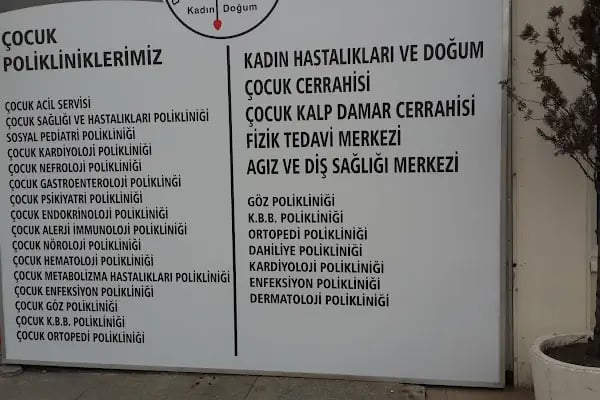 Kadın Doğum
ÇOCUK
POLİKLİNİKLERİMİZ
ÇOCUK ACİL SERVİSİ
ÇOCUK SAĞLIĞI VE HASTALIKLARI POLİKLİNİĞİ
SOSYAL PEDİATRİ POLİKLİNİĞİ
ÇOCUK KARDİYOLOJİ POLİKLİNİĞİ
ÇOCUK NEFROLOJİ POLİKLİNİĞİ
ÇOCUK GASTROENTEROLOJİ POLİKLİNĞİ
ÇOCUK PSİKİYATRİ POLİKLİNİĞİ
ÇOCUK ENDOKRİNOLOJİ POLİKLİNİĞİ
ÇOCUK ALERJİ İMMUNOLOJİ POLİKLİNİĞİ
ÇOCUK NÖROLOJİ POLİKLİNİĞİ
ÇOCUK HEMATOLOJİ POLİKLİNİĞİ
ÇOCUK METABOLİZMA HASTALIKLARI POLİKLİNİĞİ
ÇOCUK ENFEKSİYON POLİKLİNİĞİ
ÇOCUK GÖZ POLİKLİNİĞİ
ÇOCUK K.B.B. POLİKLİNİĞİ
ÇOCUK ORTOPEDİ POLİKLİNİĞİ
KADIN HASTALIKLARI VE DOĞUM
ÇOCUK CERRAHİSİ
ÇOCUK KALP DAMAR CERRAHİSİ
FİZİK TEDAVİ MERKEZİ
AGIZ VE DİŞ SAĞLIĞI MERKEZİ
GÖZ POLİKLİNİĞİ
K.B.B. POLİKLİNİĞİ
ORTOPEDİ POLİKLİNİĞİ
DAHİLİYE POLİKLİNİĞİ
KARDİYOLOJİ POLİKLİNİĞİ
ENFEKSİYON POLİKLİNİĞİ
DERMATOLOJİ POLİKLİNİĞİ